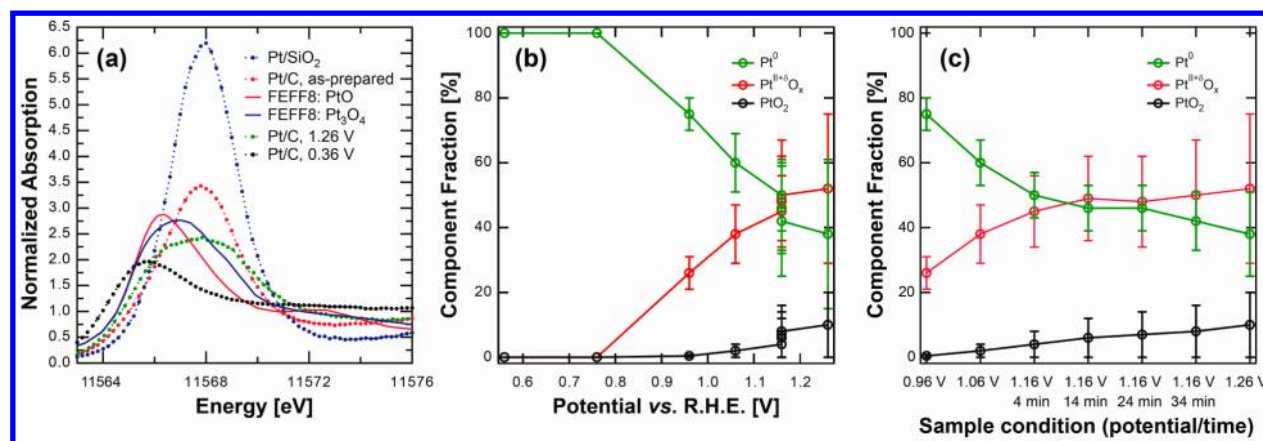 (a)
Pt/SiO₂
Pt/C, as-prepared
FEFF8: PtO
FEFF8: Pt₃O₄
Pt/C, 1.26 V
Pt/C, 0.36 V
Normalized Absorption
6.5
6.0
5.5
5.0
4.5
4.0
3.5
3.0
2.5
2.0
1.5
1.0
0.5
0.0
11564 11568 11572 11576
Energy [eV]
(b)
Pt⁰
Ptᴵᴵ⁺ᵟOₓ
PtO₂
Component Fraction [%]
100
80
60
40
20
0
0.5 0.6 0.7 0.8 0.9 1.0 1.1 1.2
Potential vs. R.H.E. [V]
(c)
Pt⁰
Ptᴵᴵ⁺ᵟOₓ
PtO₂
Component Fraction [%]
100
80
60
40
20
0
0.96 V 1.06 V 1.16 V 1.16 V 1.16 V 1.16 V 1.26 V
4 min 14 min 24 min 34 min
Sample condition (potential/time)